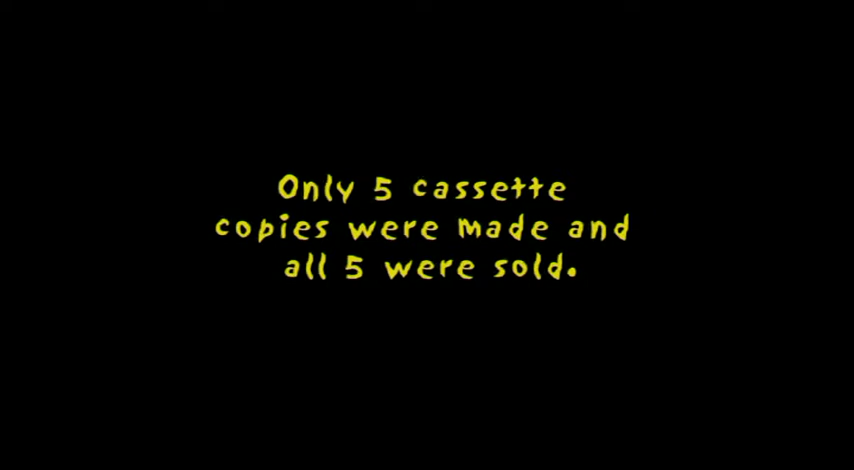 Only 5 cassette
copies were made and
all 5 were sold.